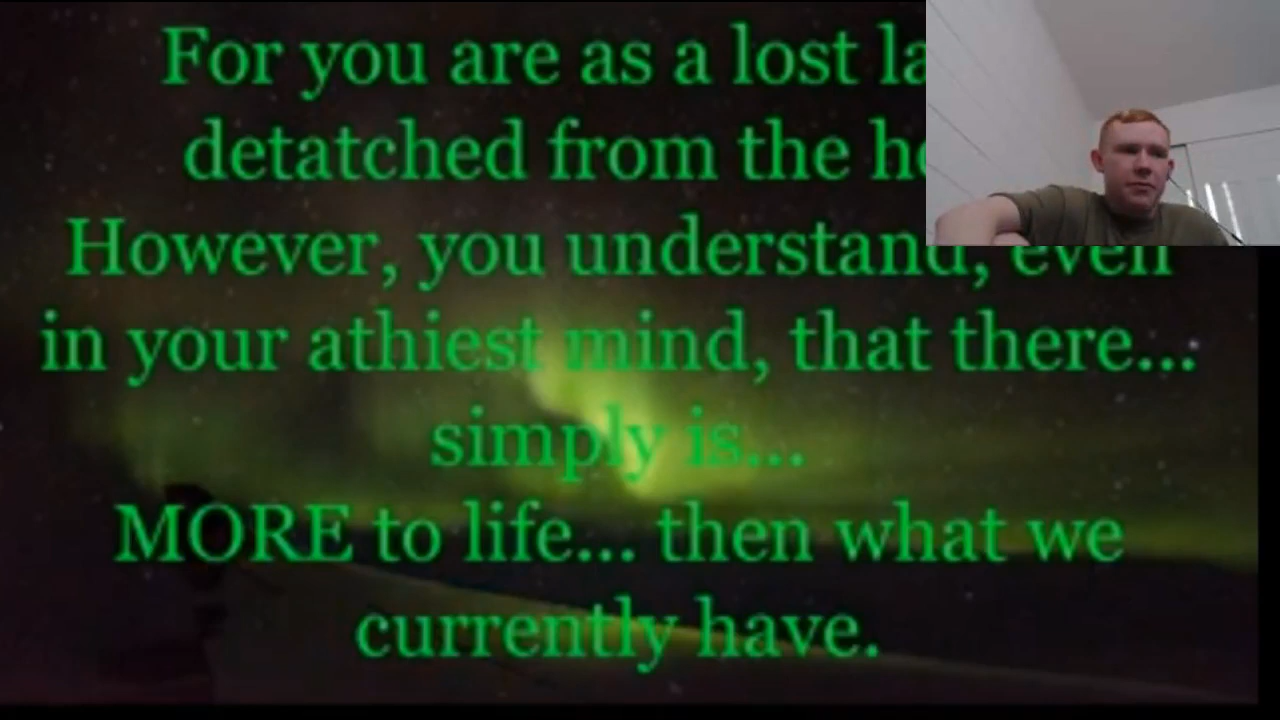 For you are as a lost
detatched from the
However, you understand, even
in your athiest mind, that there...
simply is...
MORE to life... then what we
currently have.